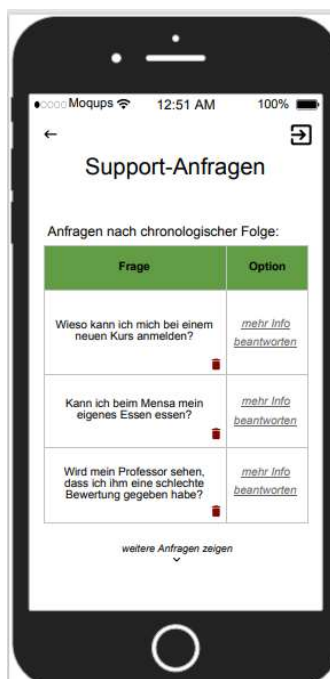 Moqups 12:51 AM 100%
Support-Anfragen
Anfragen nach chronologischer Folge:
Frage Option
Wieso kann ich mich bei einem
neuen Kurs anmelden?
mehr Info
beantworten
Kann ich beim Mensa mein
eigenes Essen essen?
mehr Info
beantworten
Wird mein Professor sehen,
dass ich ihm eine schlechte
Bewertung gegeben habe?
mehr Info
beantworten
weitere Anfragen zeigen